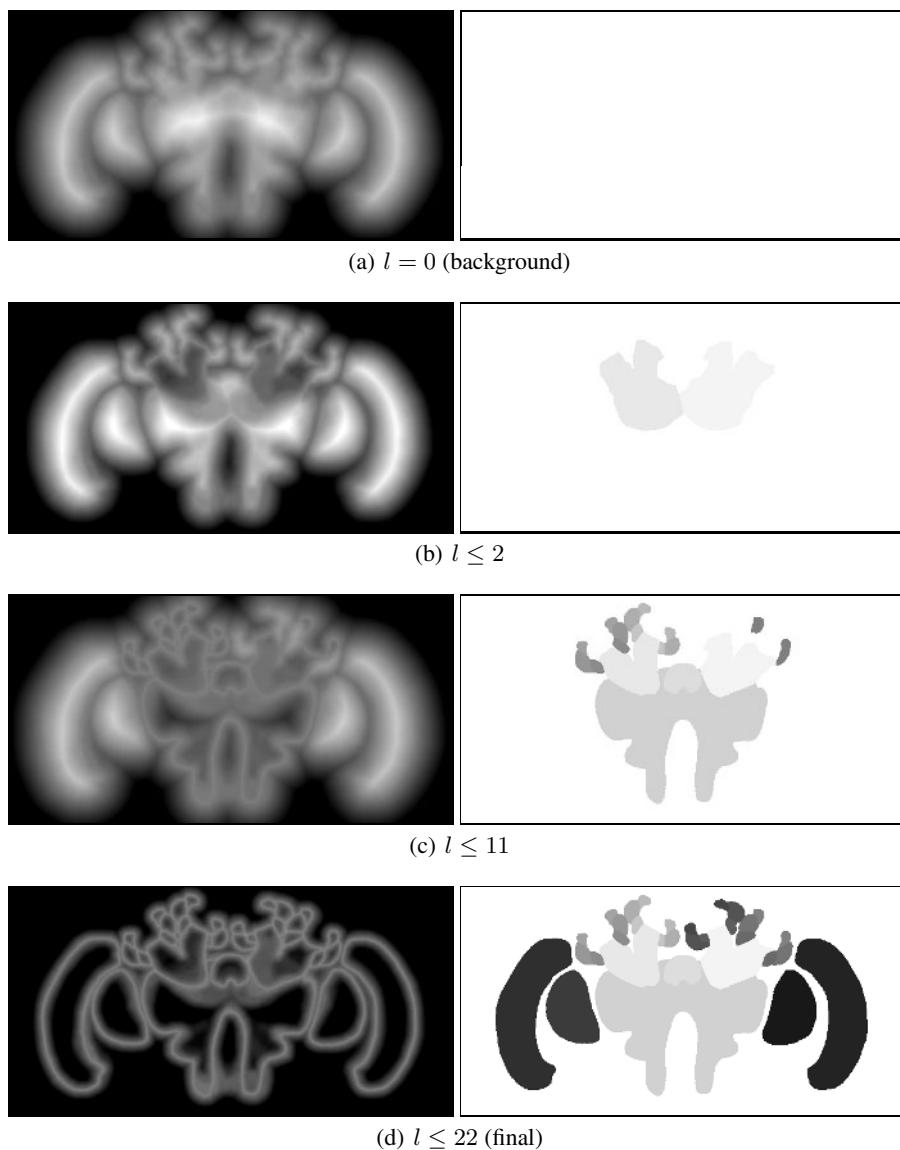 (a) l = 0 (background)
(b) l ≤ 2
(c) l ≤ 11
(d) l ≤ 22 (final)